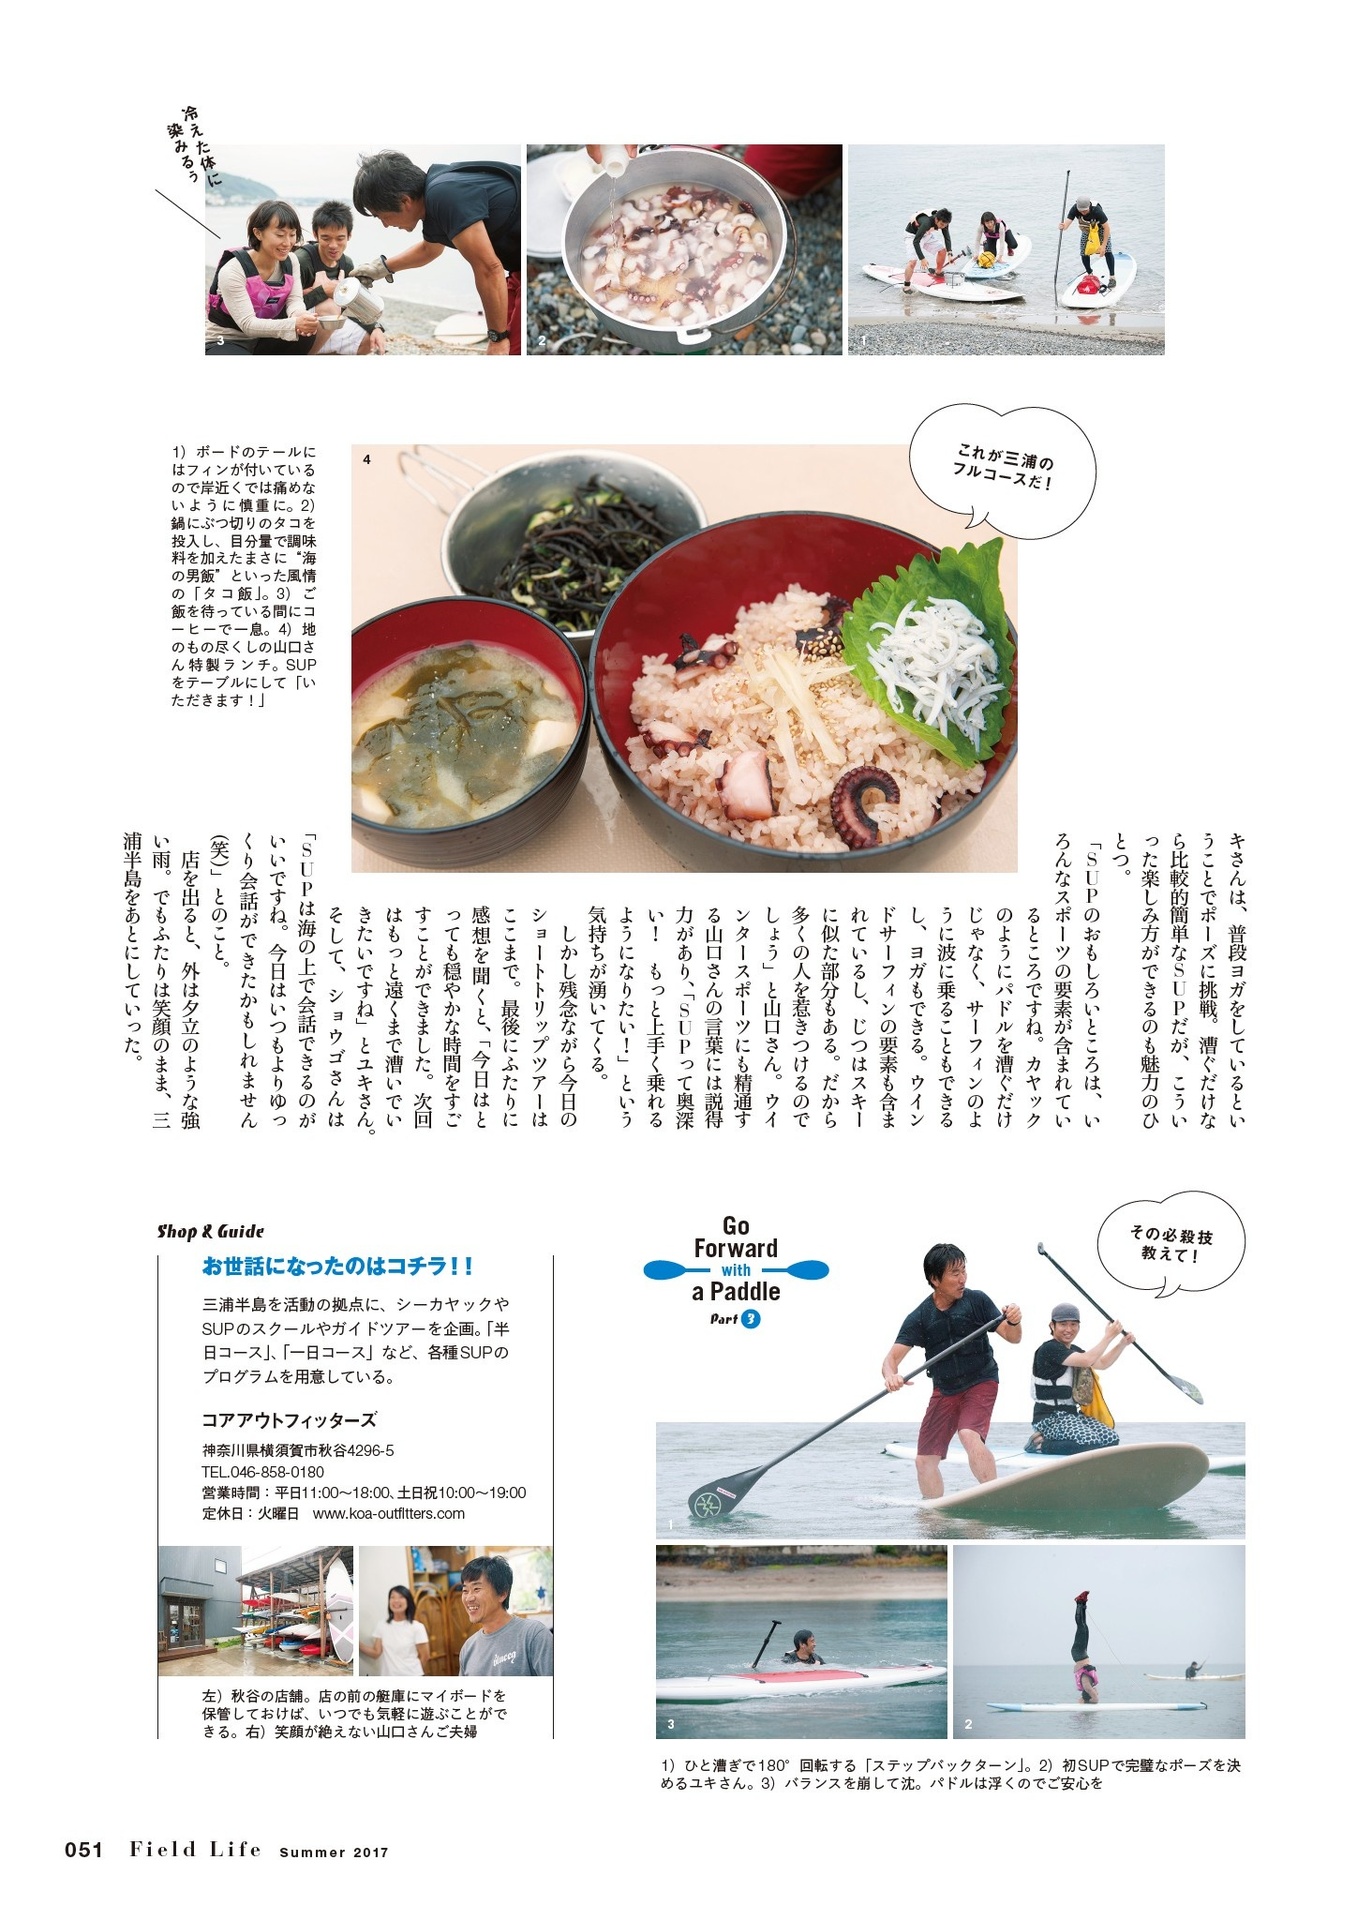 冷えた体に
染みるぅ
3
2
1
これが三浦の
フルコースだ！
4
1）ボードのテールに
はフィンが付いている
ので岸近くでは痛めな
いように慎重に。2）
鍋にぶつ切りのタコを
投入し、目分量で調味
料を加えたまさに“海
の男飯”といった風情
の「タコ飯」。3）ご
飯を待っている間にコ
ーヒーで一息。4）地
のもの尽くしの山口さ
ん特製ランチ。SUP
をテーブルにして「い
ただきます！」
キさんは、普段ヨガをしているとい
うことでポーズに挑戦。漕ぐだけな
ら比較的簡単なSUPだが、こうい
った楽しみ方ができるのも魅力のひ
とつ。
「SUPのおもしろいところは、い
ろんなスポーツの要素が含まれてい
るところですね。カヤック
のようにパドルを漕ぐだけ
じゃなく、サーフィンのよ
うに波に乗ることもできる
し、ヨガもできる。ウイン
ドサーフィンの要素も含ま
れているし、じつはスキー
に似た部分もある。だから
多くの人を惹きつけるので
しょう」と山口さん。ウイ
ンタースポーツにも精通す
る山口さんの言葉には説得
力があり、「SUPって奥深
い！　もっと上手く乗れる
ようになりたい！」という
気持ちが湧いてくる。
しかし残念ながら今日の
ショートトリップツアーは
ここまで。最後にふたりに
感想を聞くと、「今日はと
っても穏やかな時間をすご
すことができました。次回
はもっと遠くまで漕いでい
きたいですね」とユキさん。
そして、ショウゴさんは
「SUPは海の上で会話できるのが
いいですね。今日はいつもよりゆっ
くり会話ができたかもしれません
（笑）」とのこと。
店を出ると、外は夕立のような強
い雨。でもふたりは笑顔のまま、三
浦半島をあとにしていった。
Shop & Guide
お世話になったのはコチラ！！
三浦半島を活動の拠点に、シーカヤックや
SUPのスクールやガイドツアーを企画。「半
日コース」、「一日コース」など、各種SUPの
プログラムを用意している。
コアアウトフィッターズ
神奈川県横須賀市秋谷4296-5
TEL.046-858-0180
営業時間：平日11:00〜18:00、土日祝10:00〜19:00
定休日：火曜日　www.koa-outfitters.com
左）秋谷の店舗。店の前の艇庫にマイボードを
保管しておけば、いつでも気軽に遊ぶことがで
きる。右）笑顔が絶えない山口さんご夫婦
Go
Forward
with
a Paddle
Part 3
その必殺技
教えて！
1
3
2
1）ひと漕ぎで180°回転する「ステップバックターン」。2）初SUPで完璧なポーズを決
めるユキさん。3）バランスを崩して沈。パドルは浮くのでご安心を
051 Field Life Summer 2017